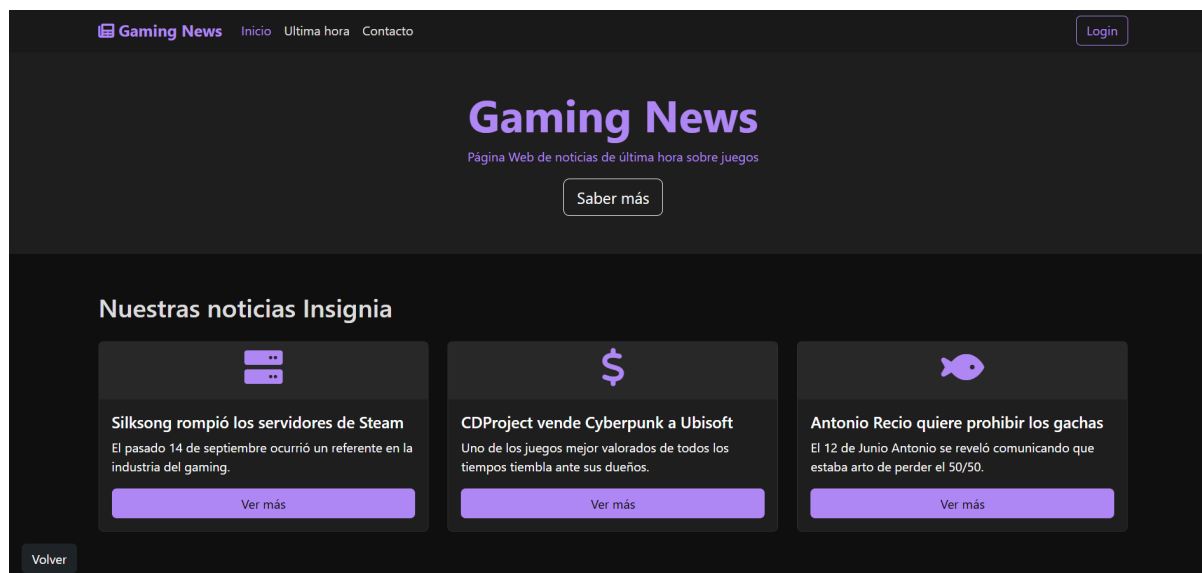 Gaming News Inicio Ultima hora Contacto Login
Gaming News
Página Web de noticias de última hora sobre juegos
Saber más
Nuestras noticias Insignia
Silksong rompió los servidores de Steam
El pasado 14 de septiembre ocurrió un referente en la
industria del gaming.
Ver más
CDProject vende Cyberpunk a Ubisoft
Uno de los juegos mejor valorados de todos los
tiempos tiembla ante sus dueños.
Ver más
Antonio Recio quiere prohibir los gachas
El 12 de Junio Antonio se reveló comunicando que
estaba arto de perder el 50/50.
Ver más
Volver